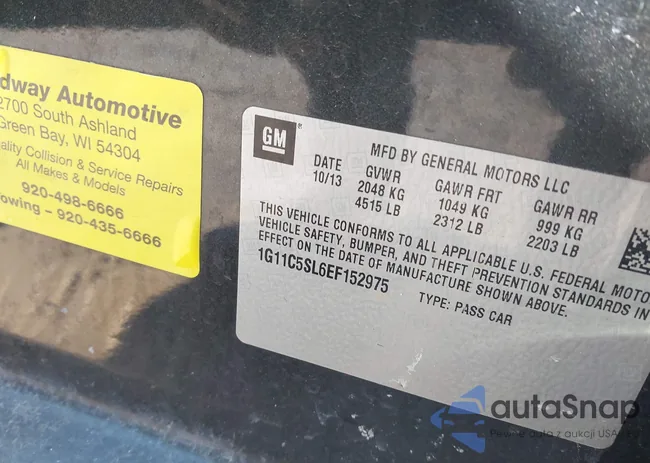 dway Automotive
2700 South Ashland
Green Bay, WI 54304
ality Collision & Service Repairs
All Makes & Models
920-498-6666
owing – 920-435-6666
GM
MFD BY GENERAL MOTORS LLC
DATE GVWR GAWR FRT GAWR RR
10/13 2048 KG 1049 KG 999 KG
4515 LB 2312 LB 2203 LB
THIS VEHICLE CONFORMS TO ALL APPLICABLE U.S. FEDERAL MOTO
VEHICLE SAFETY, BUMPER, AND THEFT PREVENTION STANDARDS IN
EFFECT ON THE DATE OF MANUFACTURE SHOWN ABOVE.
1G11C5SL6EF152975
TYPE: PASS CAR
autaSnap
Pewne auta z aukcji USA